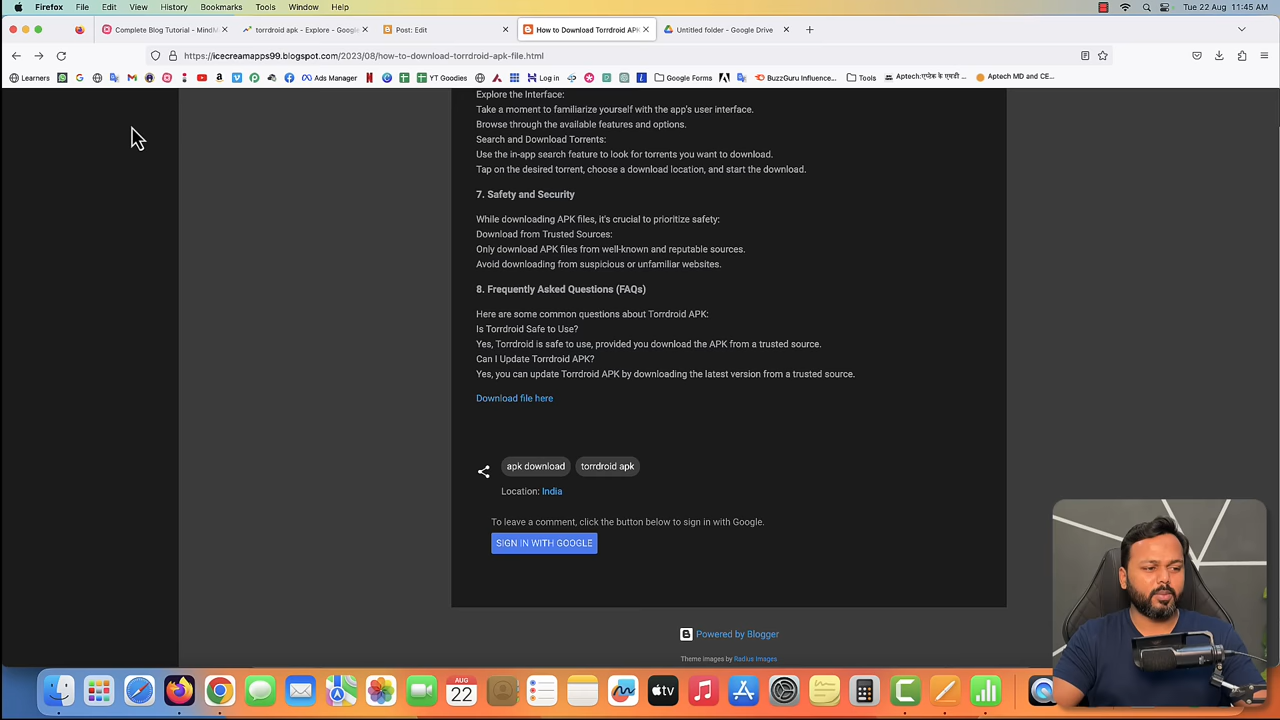 Firefox File Edit View History Bookmarks Tools Window Help
Tue 22 Aug 11:45 AM
Complete Blog Tutorial - MindM
torrdroid apk - Explore - Google
Post: Edit
How to Download Torrdroid APK
Untitled folder - Google Drive
https://icecreamapps99.blogspot.com/2023/08/how-to-download-torrdroid-apk-file.html
Learners
Ads Manager
YT Goodies
Log in
Google Forms
BuzzGuru Influence...
Tools
Aptech MD and CE...
Explore the Interface:
Take a moment to familiarize yourself with the app's user interface.
Browse through the available features and options.
Search and Download Torrents:
Use the in-app search feature to look for torrents you want to download.
Tap on the desired torrent, choose a download location, and start the download.
7. Safety and Security
While downloading APK files, it's crucial to prioritize safety:
Download from Trusted Sources:
Only download APK files from well-known and reputable sources.
Avoid downloading from suspicious or unfamiliar websites.
8. Frequently Asked Questions (FAQs)
Here are some common questions about Torrdroid APK:
Is Torrdroid Safe to Use?
Yes, Torrdroid is safe to use, provided you download the APK from a trusted source.
Can I Update Torrdroid APK?
Yes, you can update Torrdroid APK by downloading the latest version from a trusted source.
Download file here
apk download
torrdroid apk
Location: India
To leave a comment, click the button below to sign in with Google.
SIGN IN WITH GOOGLE
Powered by Blogger
Theme images by Radius Images
AUG
22
tv